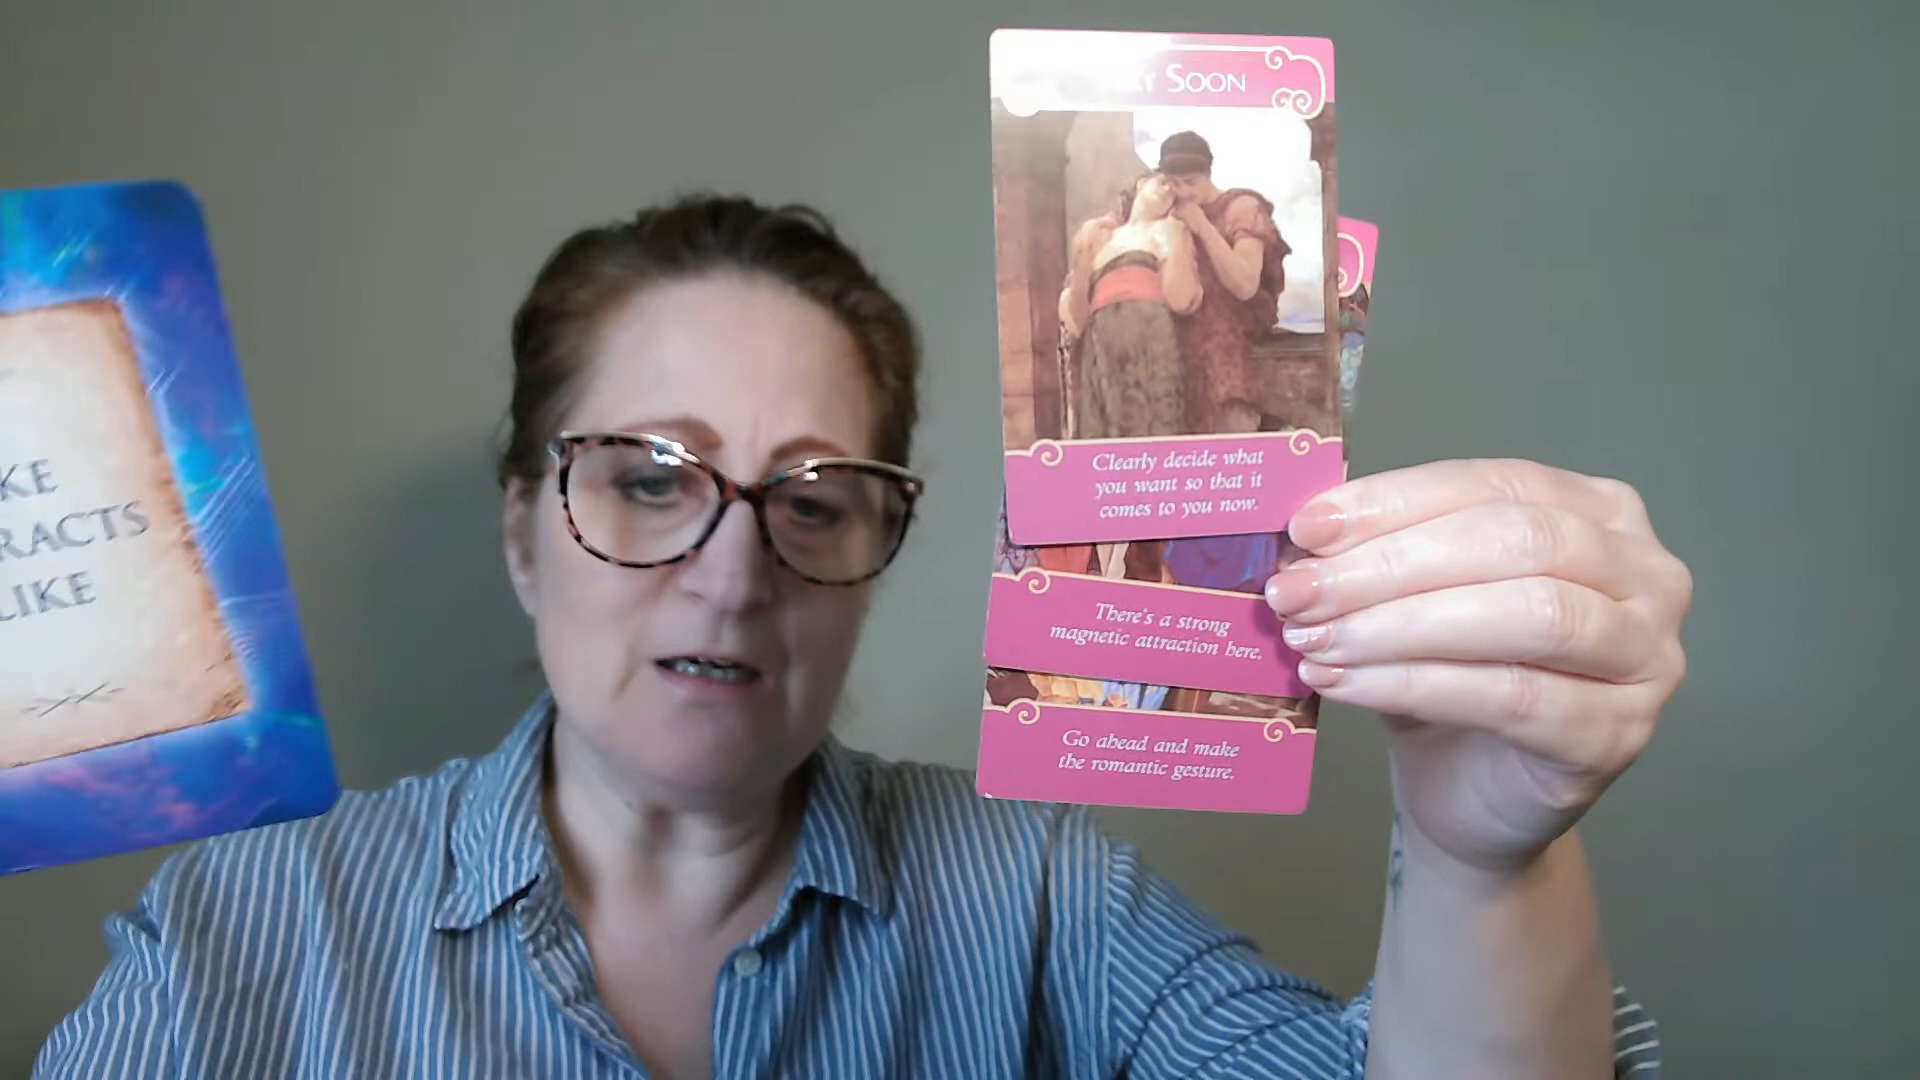 KE
RACTS
LIKE
Y SOON
Clearly decide what
you want so that it
comes to you now.
There's a strong
magnetic attraction here.
Go ahead and make
the romantic gesture.